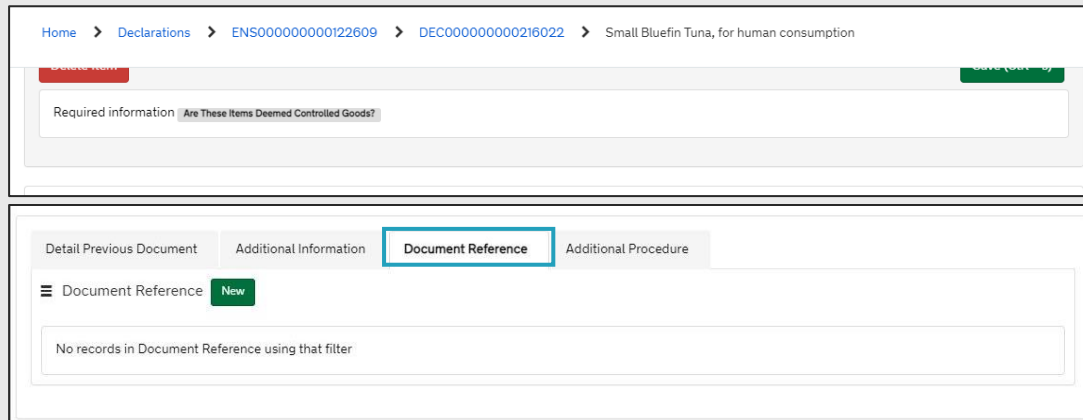 Home > Declarations > ENS000000000122609 > DEC000000000216022 > Small Bluefin Tuna, for human consumption
Required information Are These Items Deemed Controlled Goods?
Detail Previous Document Additional Information Document Reference Additional Procedure
Document Reference New
No records in Document Reference using that filter